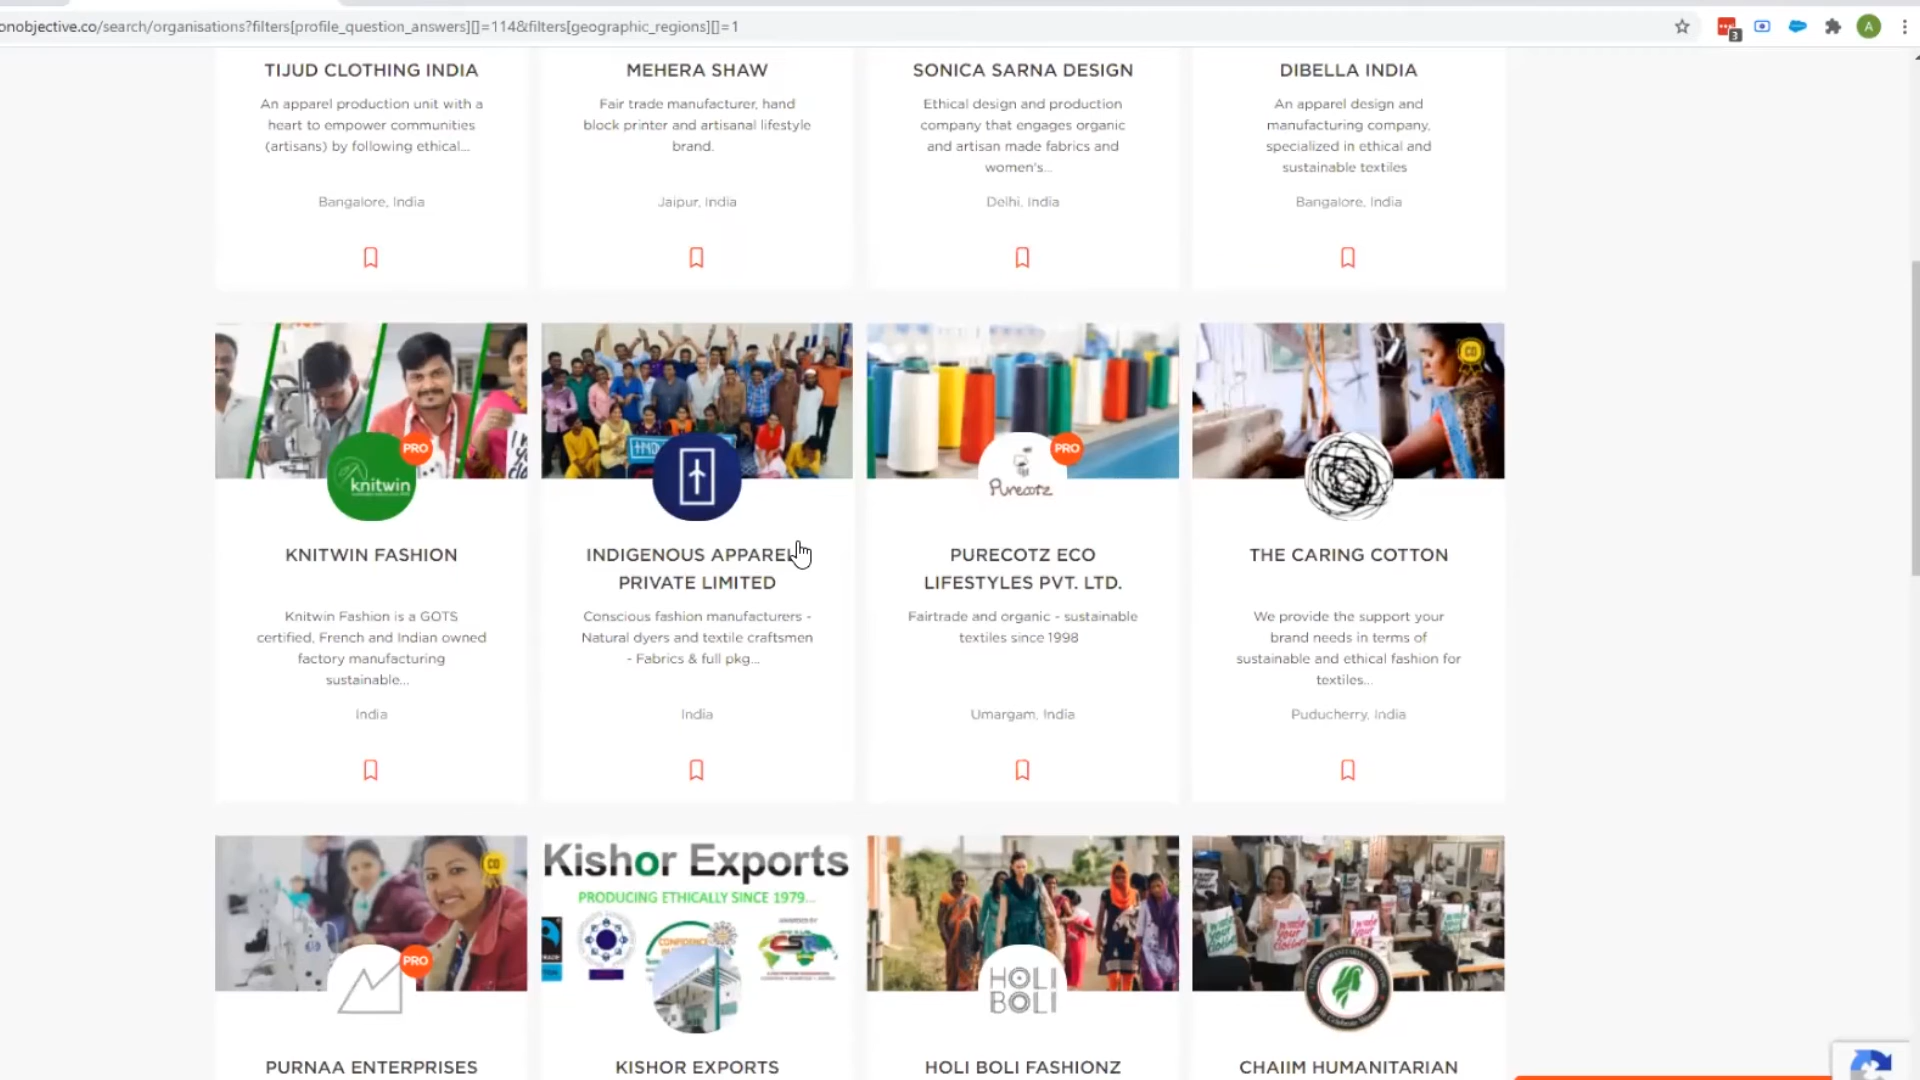 onobjective.co/search/organisations?filters[profile_question_answers][]=114&filters[geographic_regions][]=1
3
A
TIJUD CLOTHING INDIA
An apparel production unit with a
heart to empower communities
(artisans) by following ethical...
Bangalore, India
MEHERA SHAW
Fair trade manufacturer, hand
block printer and artisanal lifestyle
brand.
Jaipur, India
SONICA SARNA DESIGN
Ethical design and production
company that engages organic
and artisan made fabrics and
women's...
Delhi, India
DIBELLA INDIA
An apparel design and
manufacturing company,
specialized in ethical and
sustainable textiles
Bangalore, India
PRO
knitwin
KNITWIN FASHION
Knitwin Fashion is a GOTS
certified, French and Indian owned
factory manufacturing
sustainable...
India
INDIGENOUS APPAREL
PRIVATE LIMITED
Conscious fashion manufacturers -
Natural dyers and textile craftsmen
- Fabrics & full pkg...
India
PRO
Purecotz
PURECOTZ ECO
LIFESTYLES PVT. LTD.
Fairtrade and organic - sustainable
textiles since 1998
Umargam, India
CO
THE CARING COTTON
We provide the support your
brand needs in terms of
sustainable and ethical fashion for
textiles...
Puducherry, India
CO
PRO
PURNAA ENTERPRISES
Kishor Exports
PRODUCING ETHICALLY SINCE 1979...
CSR
KISHOR EXPORTS
HOLI
BOLI
HOLI BOLI FASHIONZ
CHAIIM HUMANITARIAN